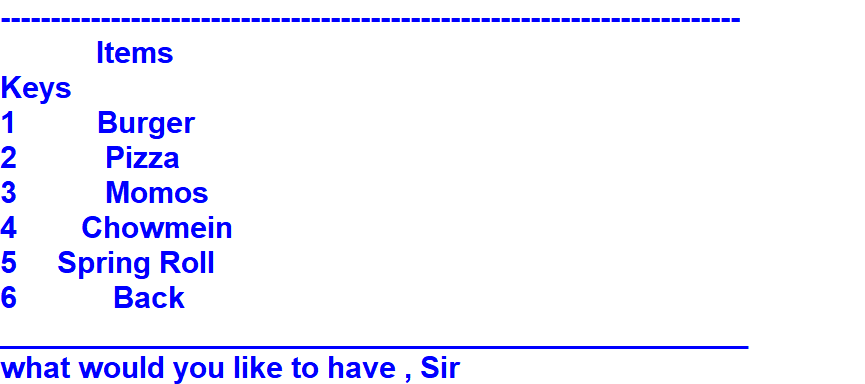 --------------------------------------------------------------------------
Items
Keys
1 Burger
2 Pizza
3 Momos
4 Chowmein
5 Spring Roll
6 Back
______________________________________________
what would you like to have , Sir